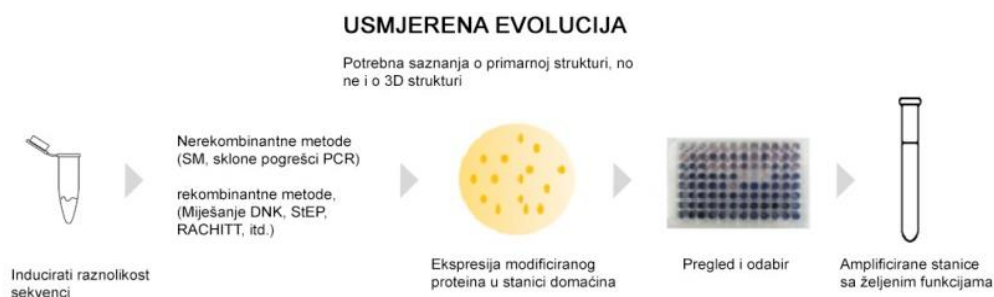 USMJERENA EVOLUCIJA
Potrebna saznanja o primarnoj strukturi, no
ne i o 3D strukturi
Nerekombinantne metode
(SM, sklone pogrešci PCR)
rekombinantne metode,
(Miješanje DNK, StEP,
RACHITT, itd.)
Inducirati raznolikost
sekvenci
Ekspresija modificiranog
proteina u stanici domaćina
Pregled i odabir
Amplificirane stanice
sa željenim funkcijama